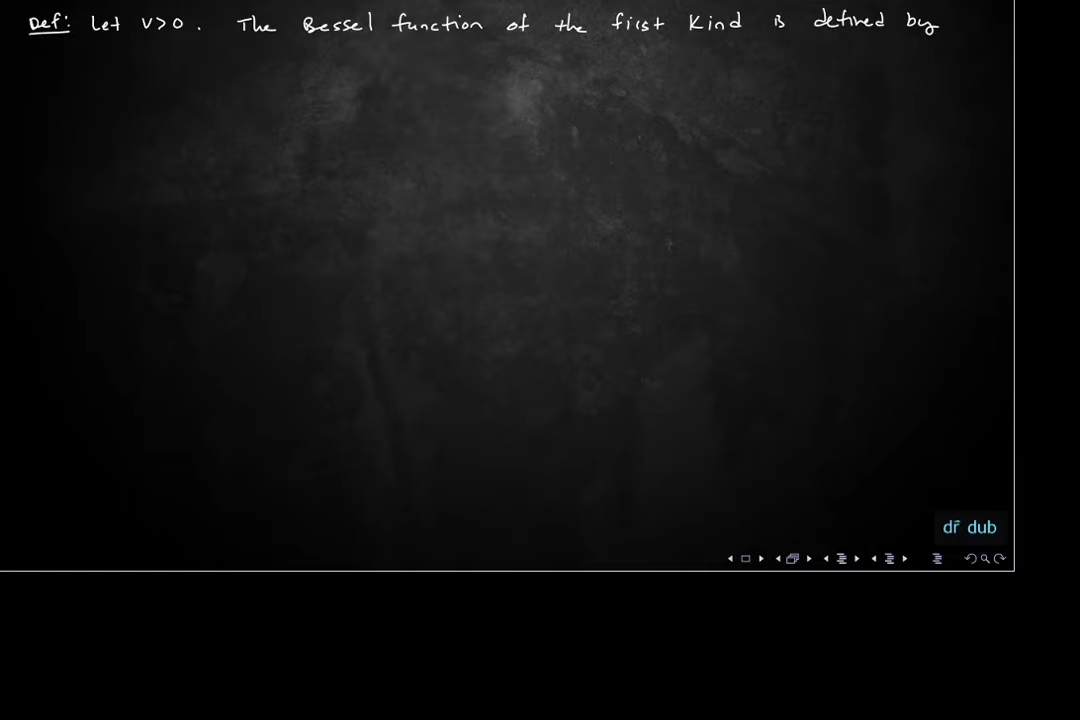 Def: Let v>0. The Bessel function of the first kind is defined by
dr dub